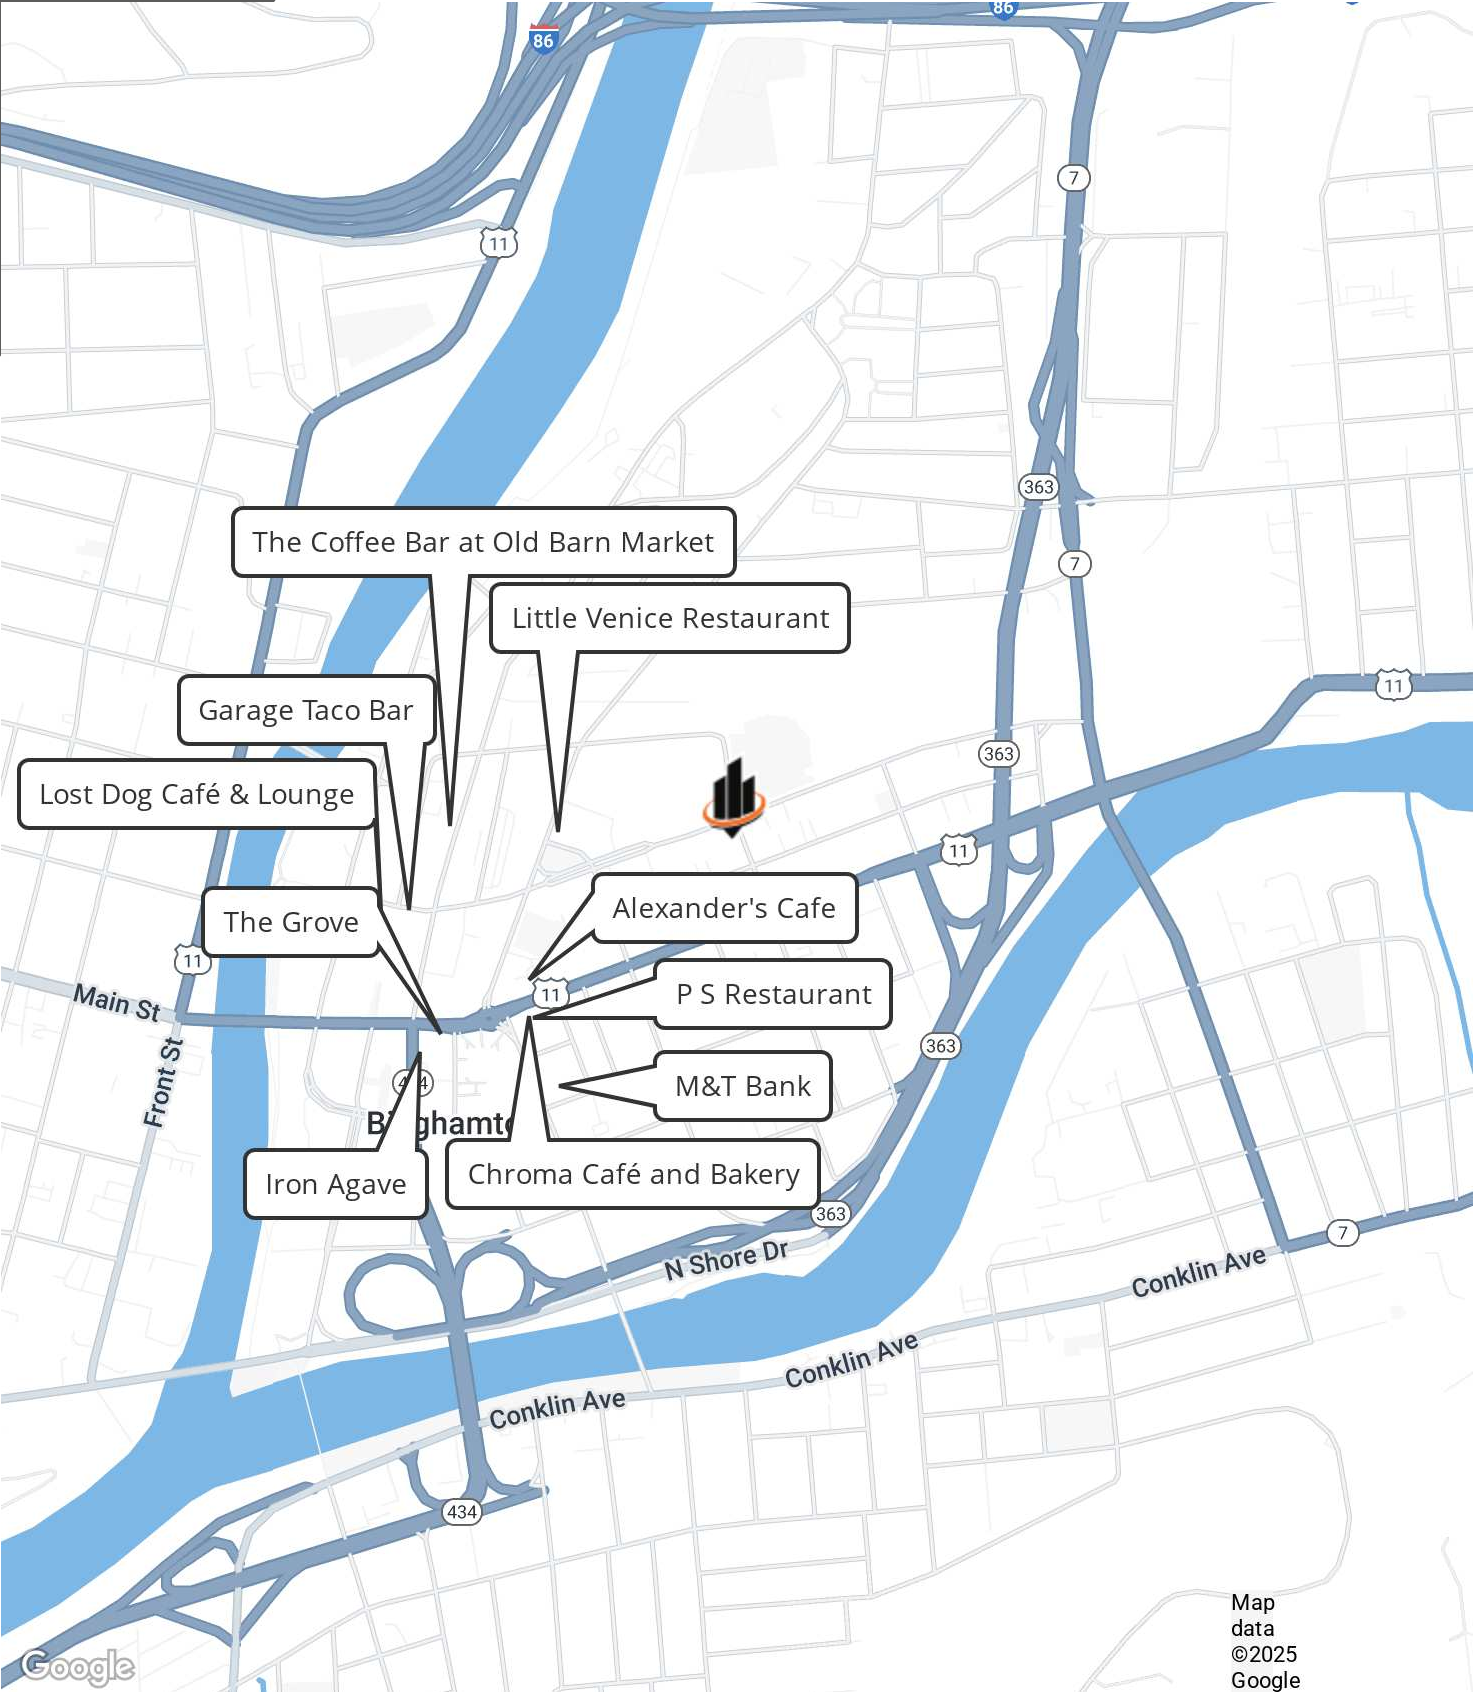 86
86
7
11
363
The Coffee Bar at Old Barn Market
7
Little Venice Restaurant
11
Garage Taco Bar
363
Lost Dog Café & Lounge
11
Alexander's Cafe
The Grove
11
11
P S Restaurant
Main St
363
Front St
M&T Bank
Chroma Café and Bakery
Iron Agave
363
7
N Shore Dr
Conklin Ave
Conklin Ave
Conklin Ave
434
Map
data
©2025
Google
Google